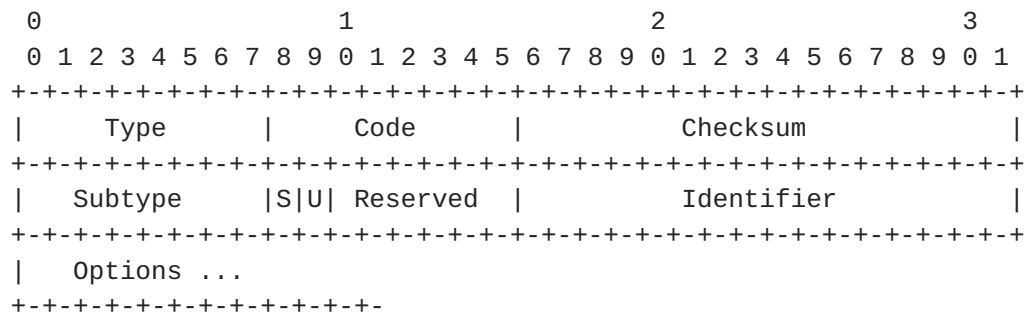 0                   1                   2                   3
 0 1 2 3 4 5 6 7 8 9 0 1 2 3 4 5 6 7 8 9 0 1 2 3 4 5 6 7 8 9 0 1
+-+-+-+-+-+-+-+-+-+-+-+-+-+-+-+-+-+-+-+-+-+-+-+-+-+-+-+-+-+-+-+-+
|     Type      |     Code      |          Checksum             |
+-+-+-+-+-+-+-+-+-+-+-+-+-+-+-+-+-+-+-+-+-+-+-+-+-+-+-+-+-+-+-+-+
|   Subtype     |S|U| Reserved  |          Identifier           |
+-+-+-+-+-+-+-+-+-+-+-+-+-+-+-+-+-+-+-+-+-+-+-+-+-+-+-+-+-+-+-+-+
|   Options ...
+-+-+-+-+-+-+-+-+-+-+-+-